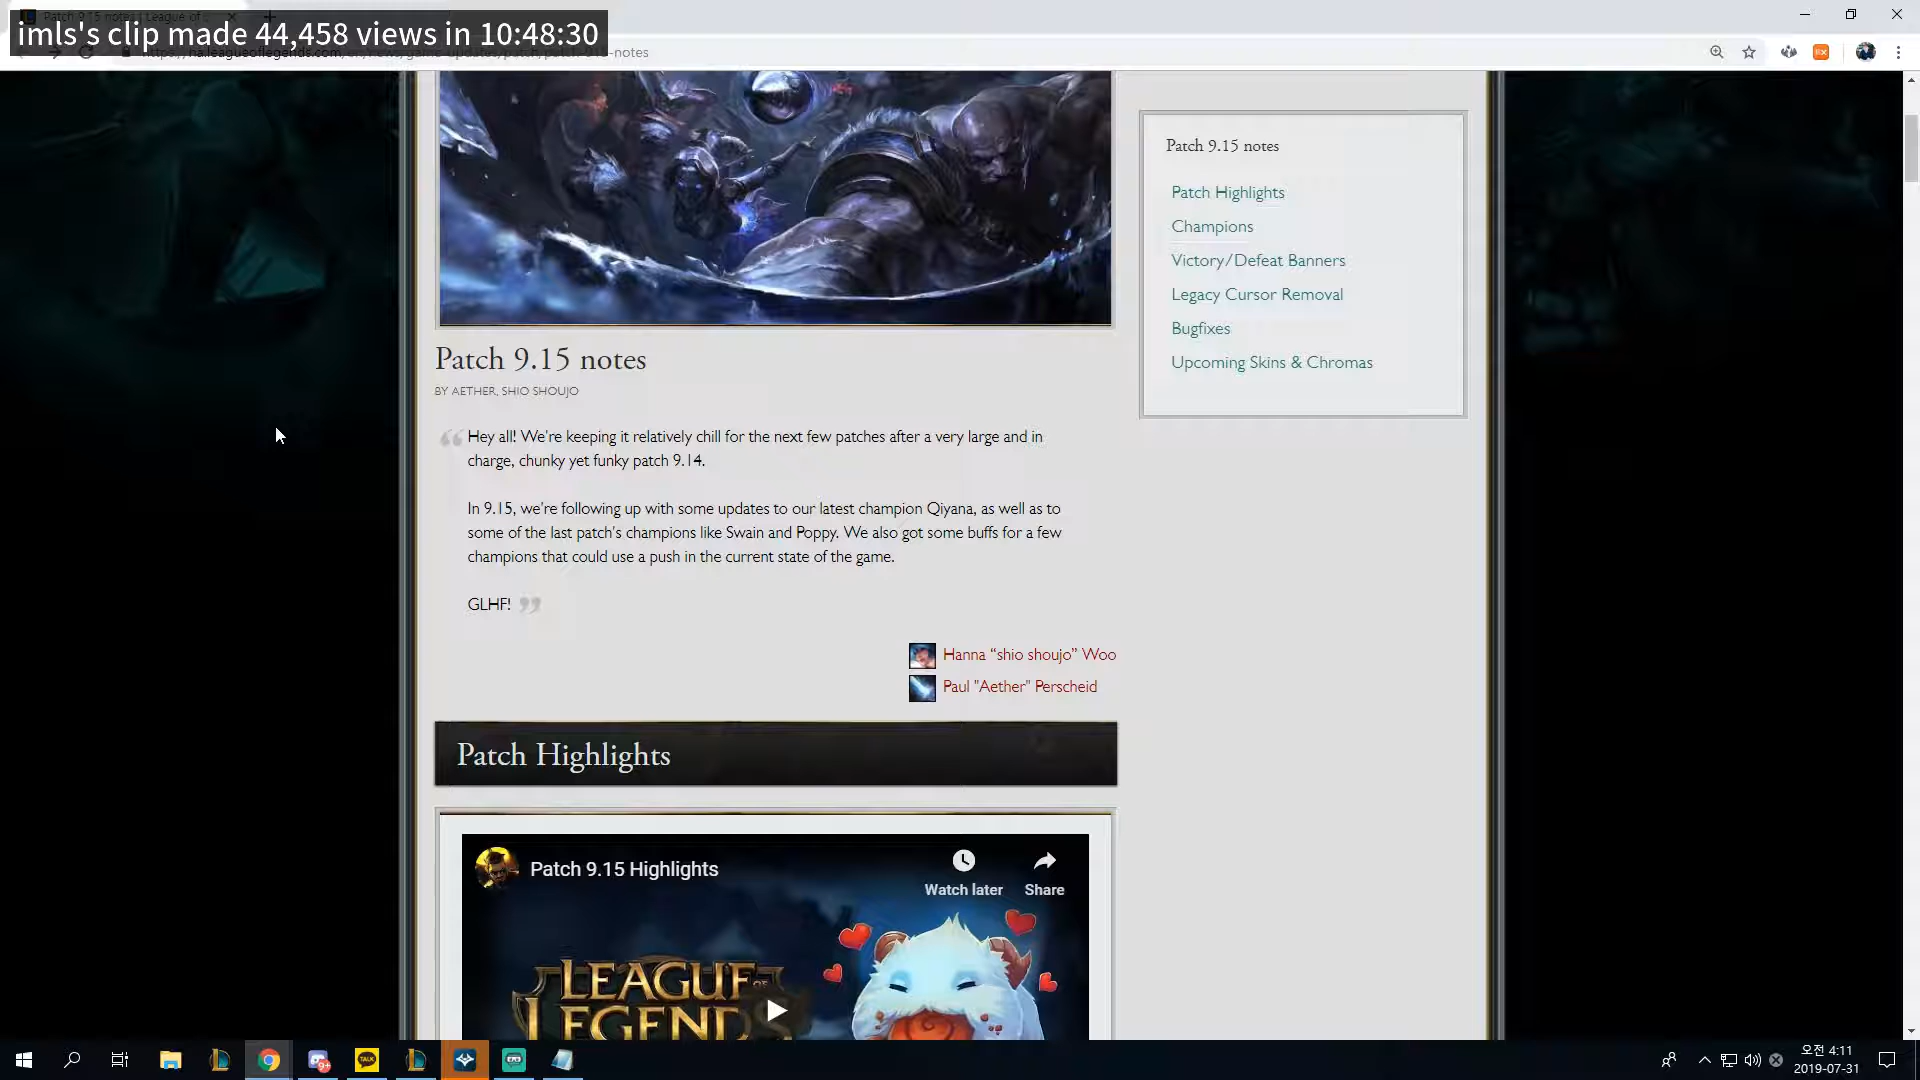 imls's clip made 44,458 views in 10:48:30
-notes
Patch 9.15 notes
Patch Highlights
Champions
Victory/Defeat Banners
Legacy Cursor Removal
Bugfixes
Upcoming Skins & Chromas
Patch 9.15 notes
BY AETHER, SHIO SHOUJO
Hey all! We're keeping it relatively chill for the next few patches after a very large and in
charge, chunky yet funky patch 9.14.
In 9.15, we're following up with some updates to our latest champion Qiyana, as well as to
some of the last patch's champions like Swain and Poppy. We also got some buffs for a few
champions that could use a push in the current state of the game.
GLHF!
Hanna “shio shoujo” Woo
Paul "Aether" Perscheid
Patch Highlights
Patch 9.15 Highlights
Watch later
Share
LEAGUE OF
LEGENDS
TALK
9+
오전 4:11
2019-07-31